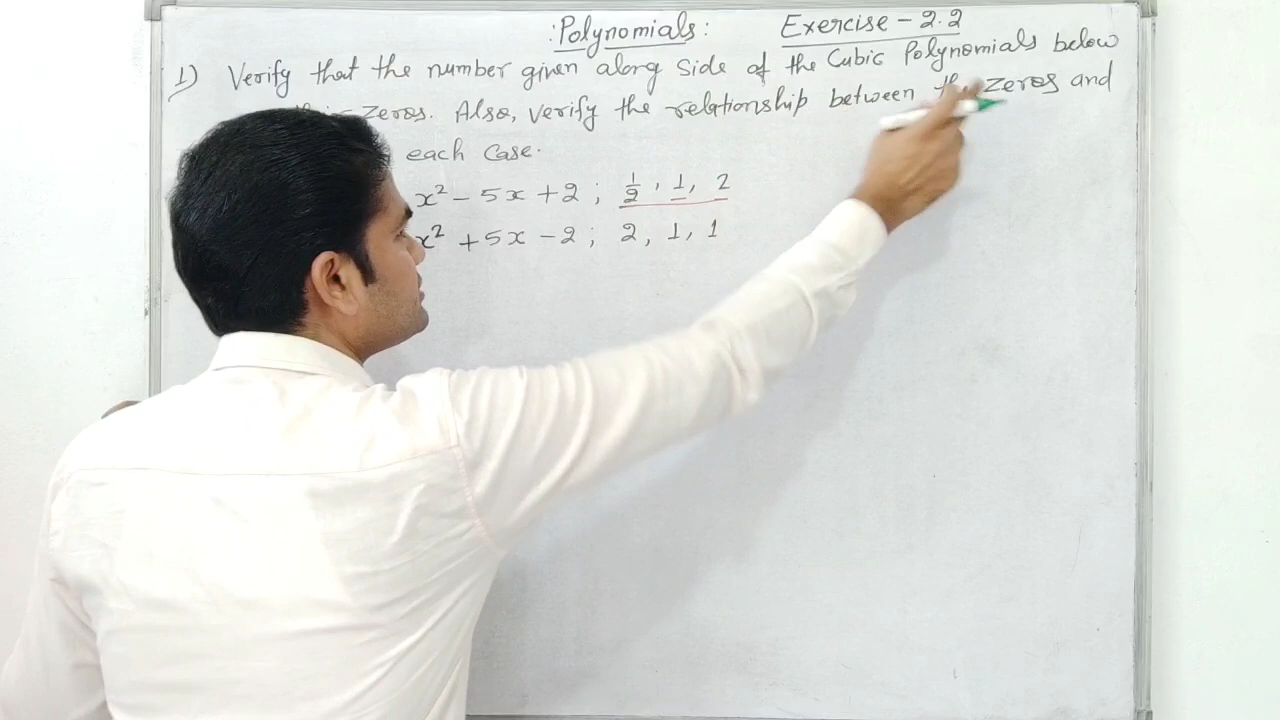 :Polynomials: Exercise - 2.2
1) Verify that the number given along side of the Cubic Polynomials below
zeros. Also, verify the relationship between the zeros and
each case.
x² - 5x + 2 ; 1/2, 1, 2
x² + 5x - 2 ; 2, 1, 1